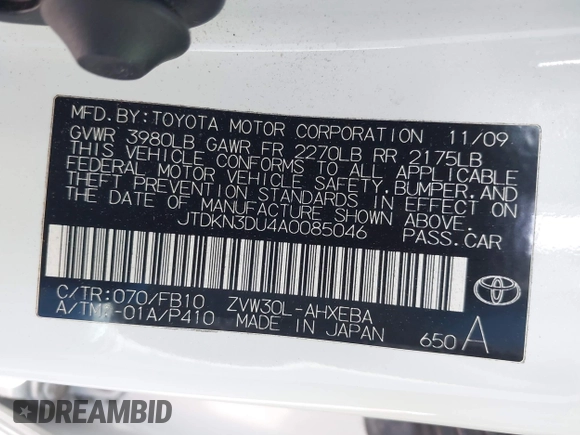 MFD.BY:TOYOTA MOTOR CORPORATION 11/09
GVWR 3980LB GAWR FR 2270LB RR 2175LB
THIS VEHICLE CONFORMS TO ALL APPLICABLE
FEDERAL MOTOR VEHICLE SAFETY,BUMPER,AND
THEFT PREVENTION STANDARDS IN EFFECT ON
THE DATE OF MANUFACTURE SHOWN ABOVE.
JTDKN3DU4A0085046 PASS.CAR
C/TR:070/FB10 ZVW30L-AHXEBA
A/TM:-01A/P410 MADE IN JAPAN
650 A
TOYOTA
DREAMBID